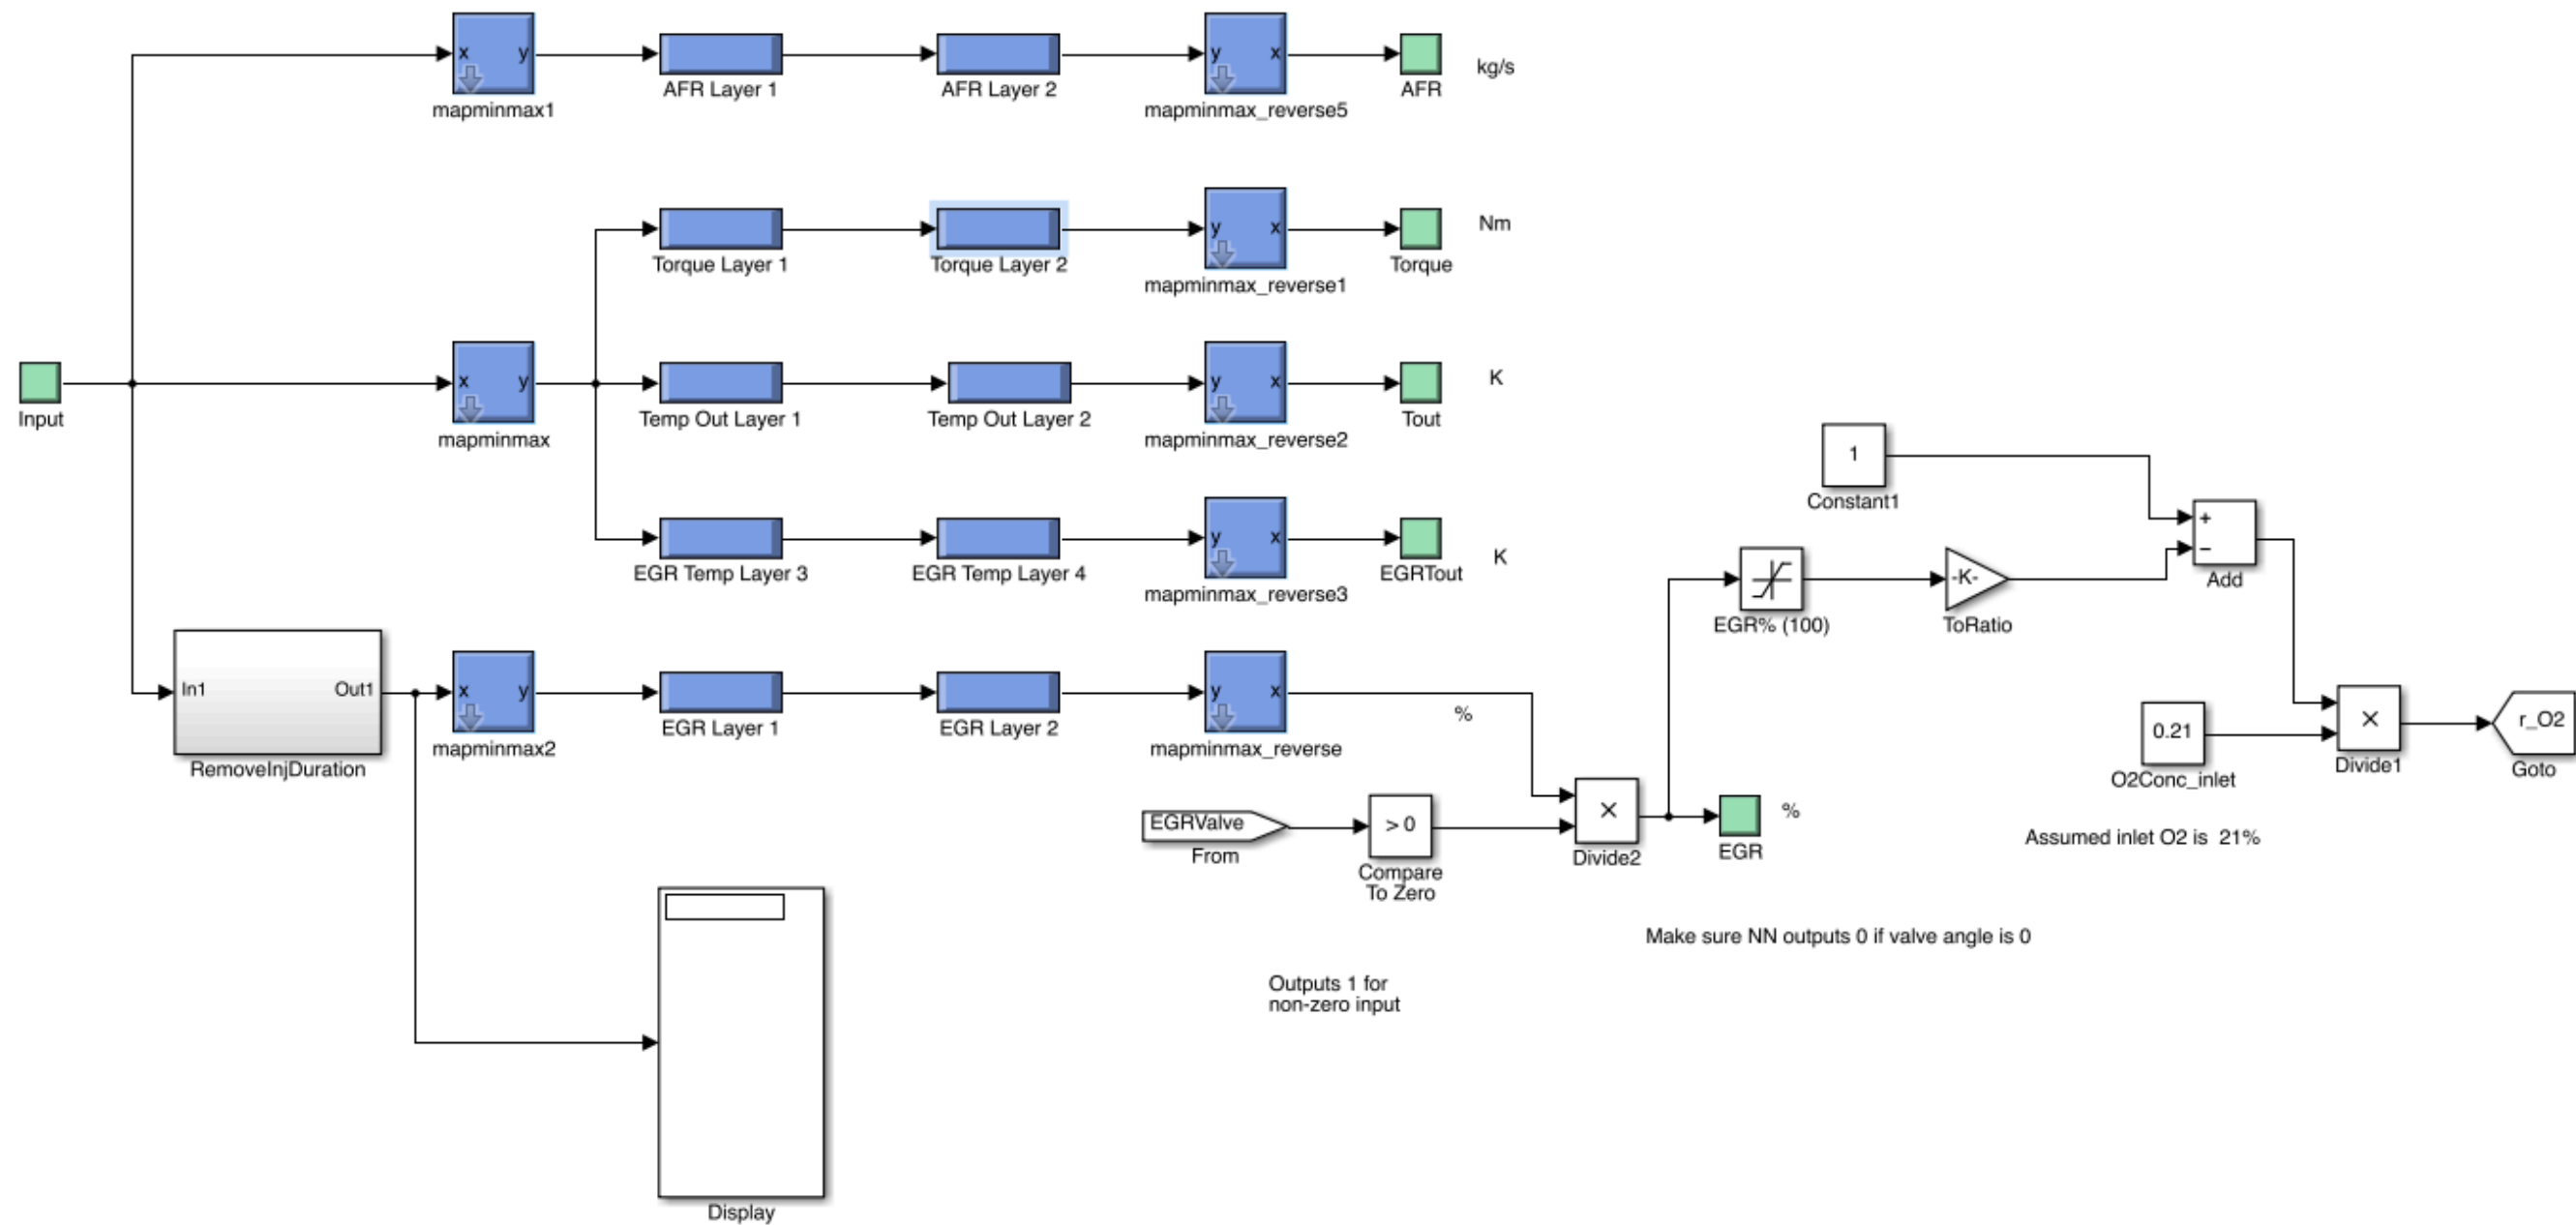 x y
mapminmax1
AFR Layer 1
AFR Layer 2
y x
mapminmax_reverse5
AFR
kg/s
Torque Layer 1
Torque Layer 2
y x
mapminmax_reverse1
Torque
Nm
Input
x y
mapminmax
Temp Out Layer 1
Temp Out Layer 2
y x
mapminmax_reverse2
Tout
K
EGR Temp Layer 3
EGR Temp Layer 4
y x
mapminmax_reverse3
EGRTout
K
1
Constant1
+
−
Add
EGR% (100)
-K-
ToRatio
In1 Out1
RemoveInjDuration
x y
mapminmax2
EGR Layer 1
EGR Layer 2
y x
mapminmax_reverse
%
EGRValve
From
> 0
Compare
To Zero
×
Divide2
EGR
%
0.21
O2Conc_inlet
×
Divide1
r_O2
Goto
Assumed inlet O2 is  21%
Make sure NN outputs 0 if valve angle is 0
Outputs 1 for
non-zero input
Display